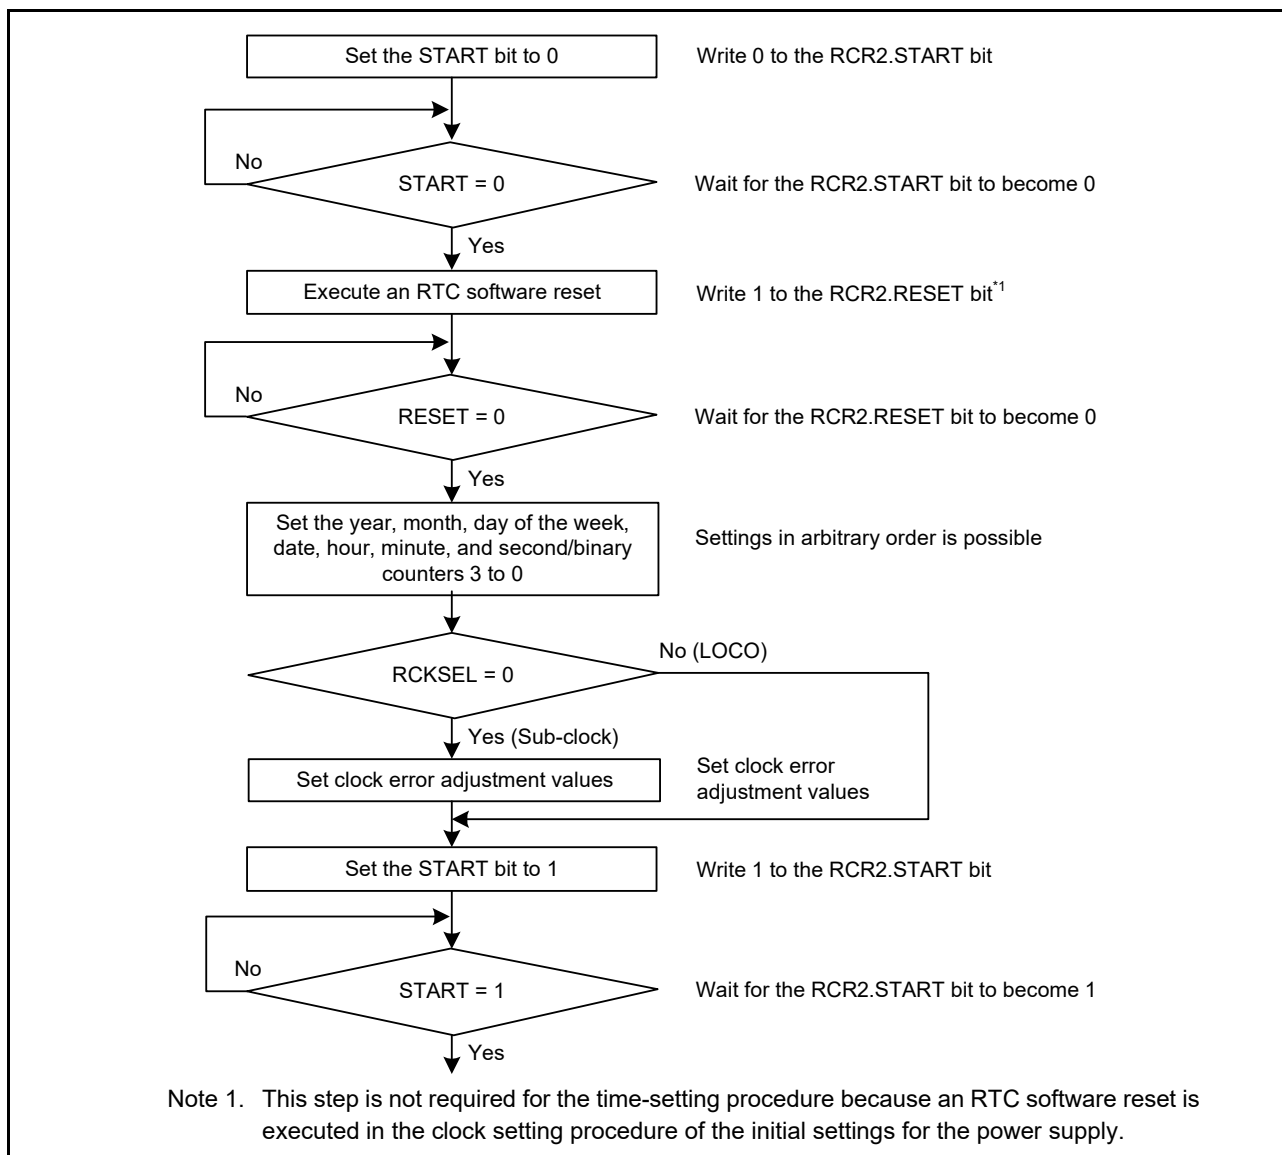 Set the START bit to 0
Write 0 to the RCR2.START bit
No
START = 0
Wait for the RCR2.START bit to become 0
Yes
Execute an RTC software reset
Write 1 to the RCR2.RESET bit*1
No
RESET = 0
Wait for the RCR2.RESET bit to become 0
Yes
Set the year, month, day of the week,
date, hour, minute, and second/binary
counters 3 to 0
Settings in arbitrary order is possible
No (LOCO)
RCKSEL = 0
Yes (Sub-clock)
Set clock error adjustment values
Set clock error
adjustment values
Set the START bit to 1
Write 1 to the RCR2.START bit
No
START = 1
Wait for the RCR2.START bit to become 1
Yes
Note 1. This step is not required for the time-setting procedure because an RTC software reset is
executed in the clock setting procedure of the initial settings for the power supply.